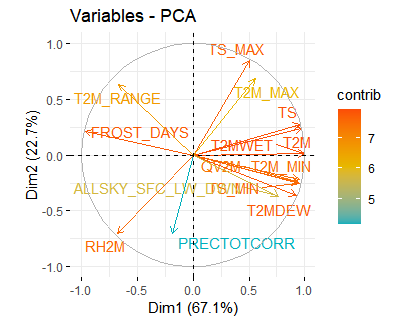 Variables - PCA
TS_MAX
T2M_MAX
T2M_RANGE
TS
FROST_DAYS
T2MWET
T2M
QV2M
T2M_MIN
ALLSKY_SFC_LW_DWN
TS_MIN
T2MDEW
RH2M
PRECTOTCORR
1.0
0.5
0.0
-0.5
-1.0
-1.0 -0.5 0.0 0.5 1.0
Dim1 (67.1%)
Dim2 (22.7%)
contrib
7
6
5